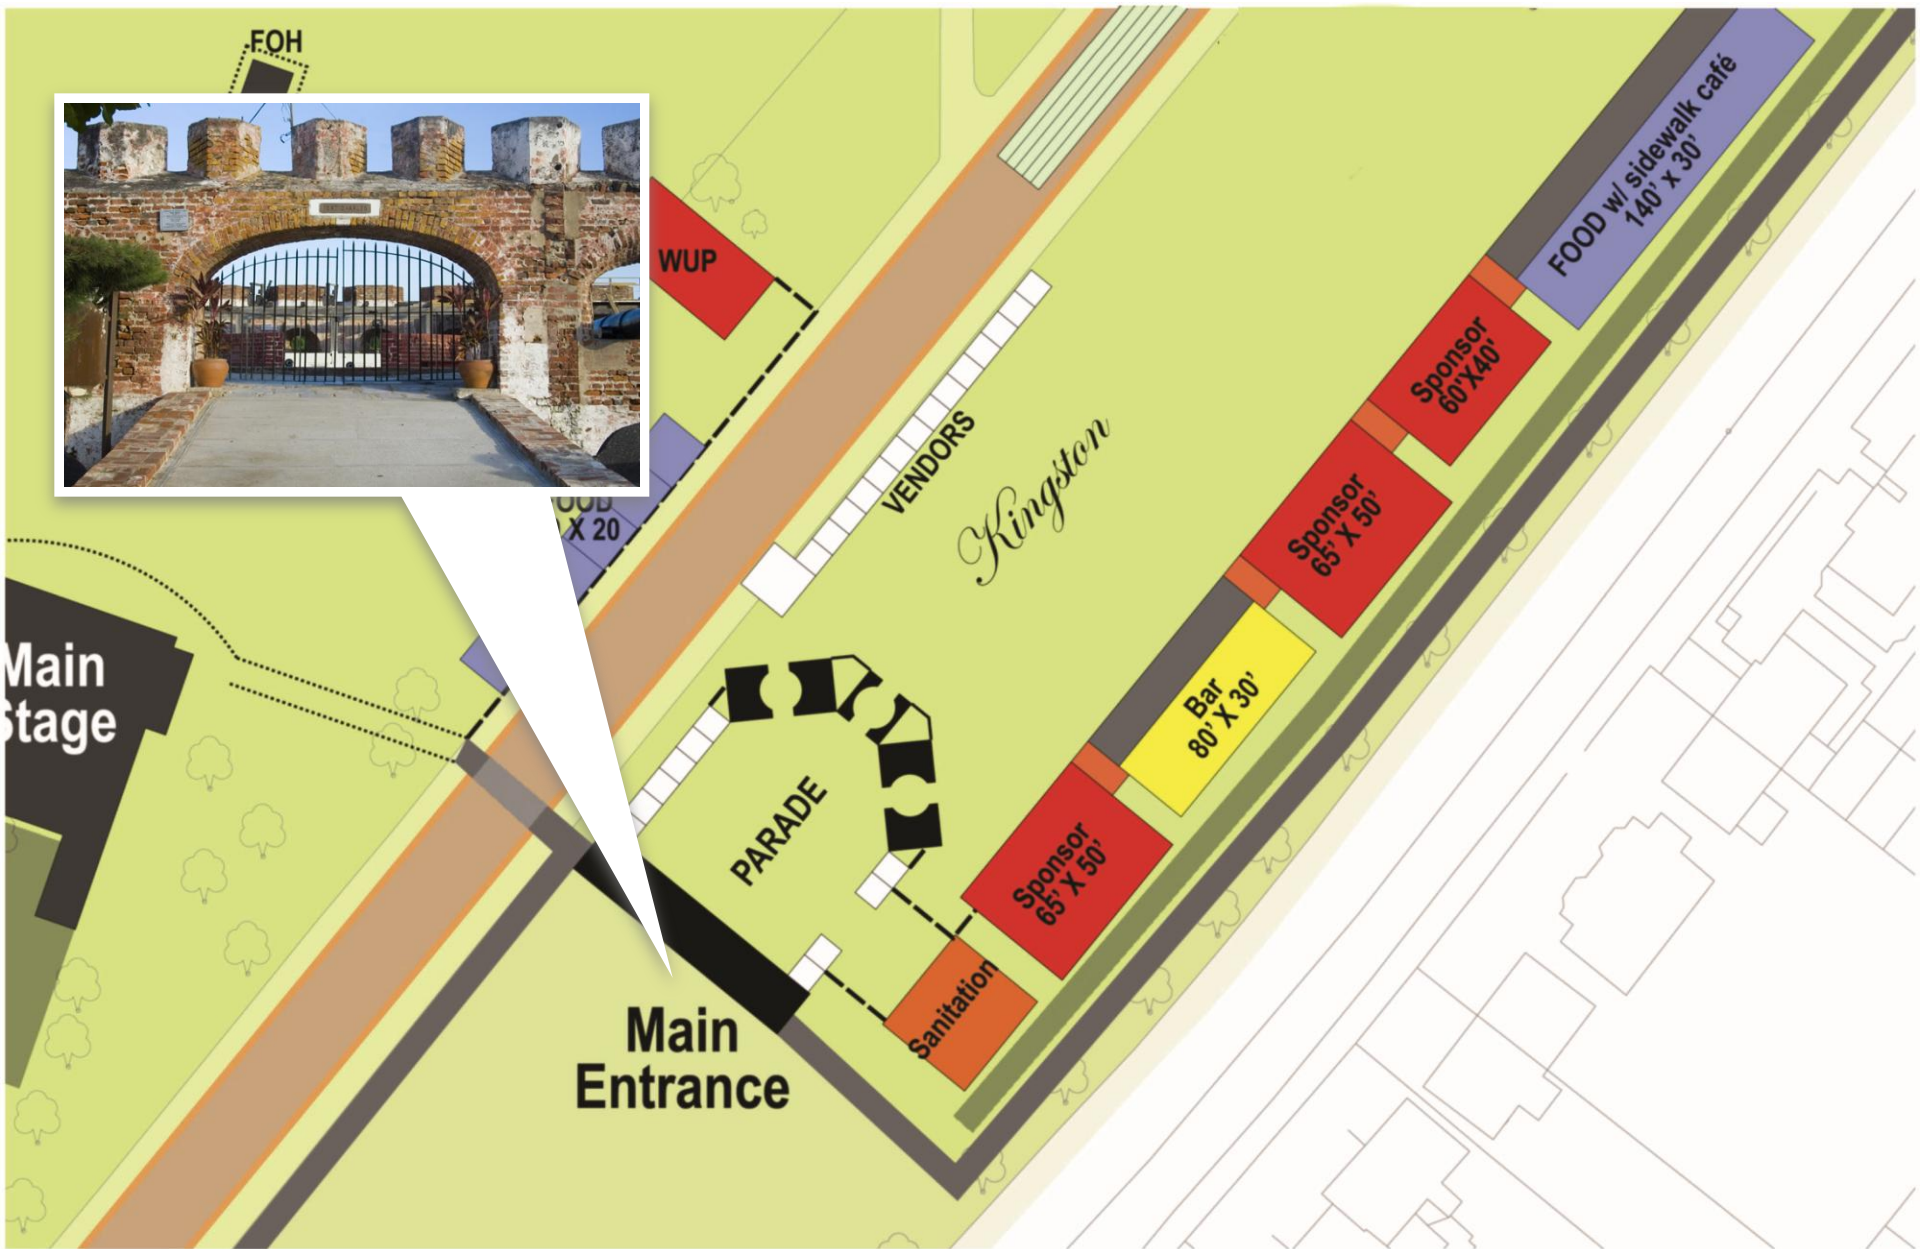 FOH
WUP
OOD
X 20
FOOD w/ sidewalk café
140' x 30'
Sponsor
60'X40'
VENDORS
Kingston
Sponsor
65' X 50'
Main
Stage
Bar
80' X 30'
PARADE
Sponsor
65' X 50'
Sanitation
Main
Entrance